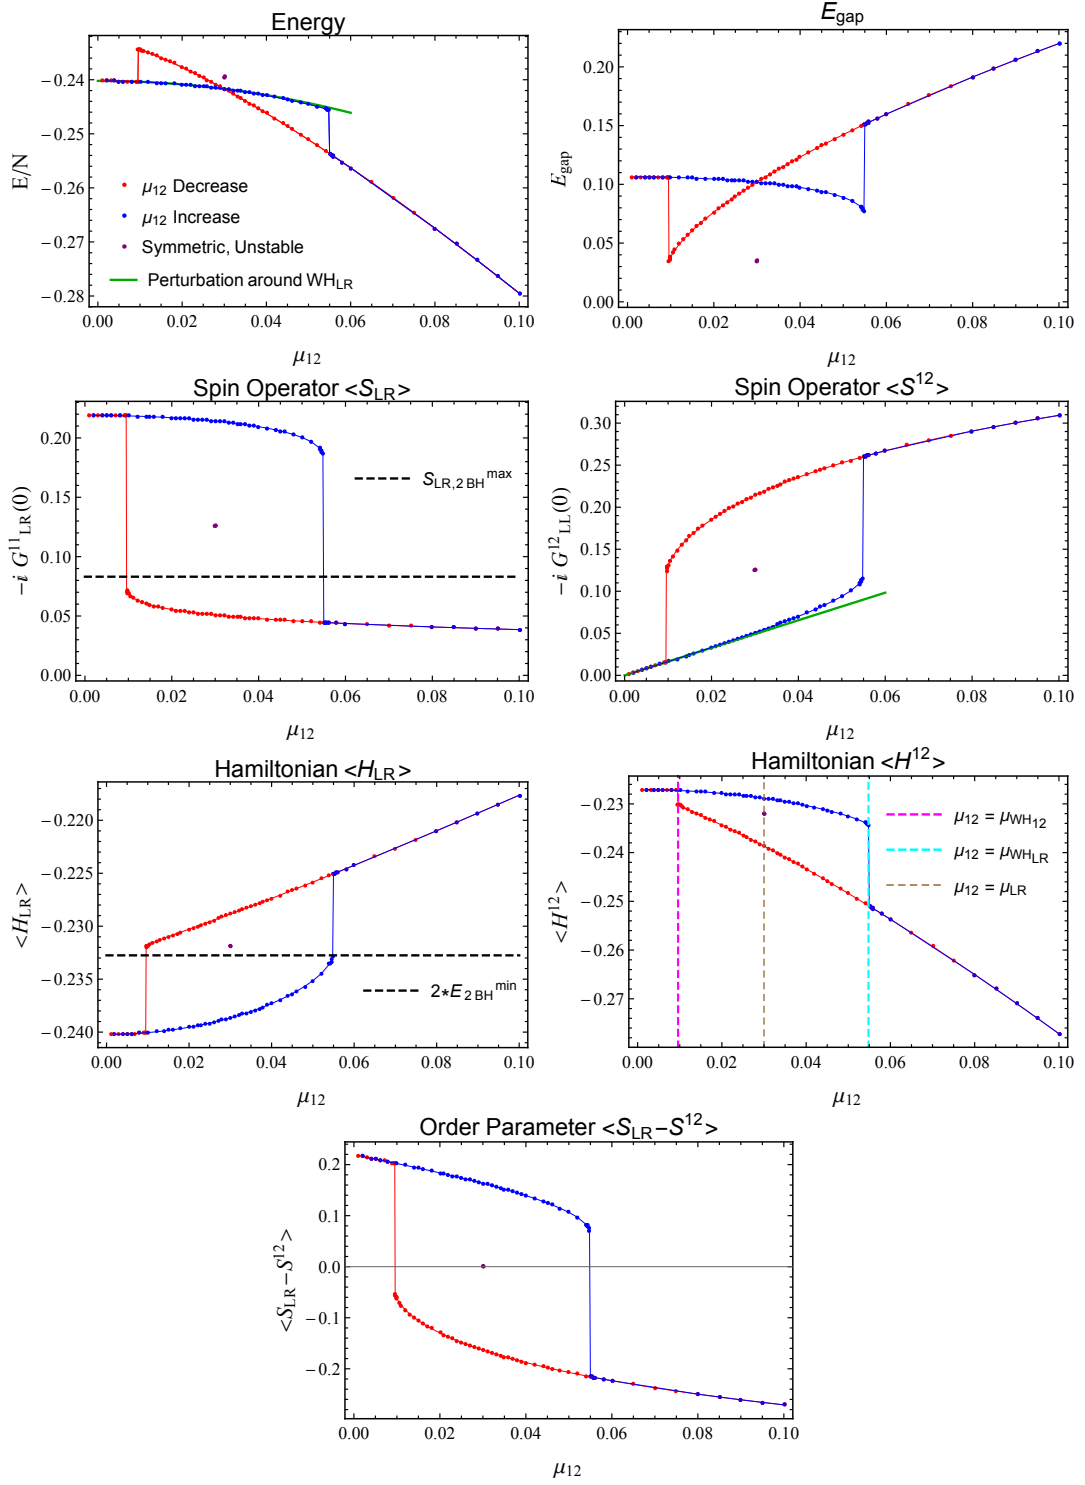 Energy
E/N
−0.24
−0.25
−0.26
−0.27
−0.28
μ12 Decrease
μ12 Increase
Symmetric, Unstable
Perturbation around WHLR
0.00 0.02 0.04 0.06 0.08 0.10
μ12
Egap
Egap
0.20
0.15
0.10
0.05
0.00
0.00 0.02 0.04 0.06 0.08 0.10
μ12
Spin Operator <SLR>
−i G11LR(0)
0.20
0.15
0.10
0.05
0.00
SLR,2 BHmax
0.00 0.02 0.04 0.06 0.08 0.10
μ12
Spin Operator <S12>
−i G12LL(0)
0.30
0.25
0.20
0.15
0.10
0.05
0.00
0.00 0.02 0.04 0.06 0.08 0.10
μ12
Hamiltonian <HLR>
<HLR>
−0.220
−0.225
−0.230
−0.235
−0.240
2*E2 BHmin
0.00 0.02 0.04 0.06 0.08 0.10
μ12
Hamiltonian <H12>
<H12>
−0.23
−0.24
−0.25
−0.26
−0.27
μ12 = μWH12
μ12 = μWHLR
μ12 = μLR
0.00 0.02 0.04 0.06 0.08 0.10
μ12
Order Parameter <SLR−S12>
<SLR−S12>
0.2
0.1
0.0
−0.1
−0.2
0.00 0.02 0.04 0.06 0.08 0.10
μ12